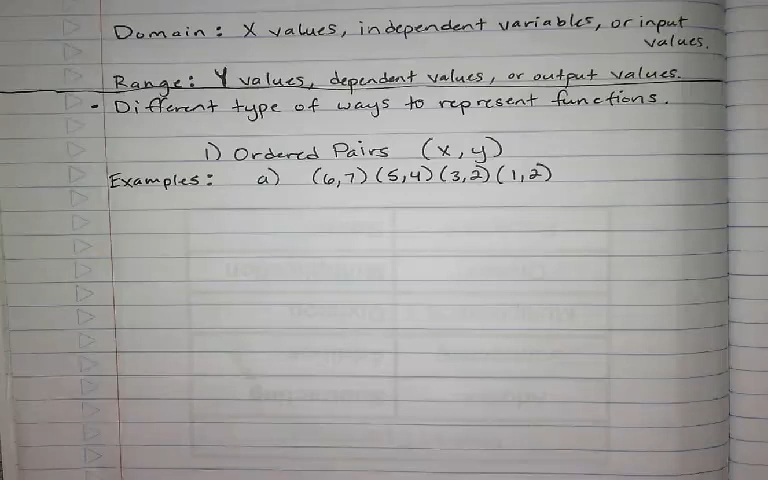 Domain: X values, independent variables, or input
values.
Range: Y values, dependent values, or output values.
- Different type of ways to represent functions.
1) Ordered Pairs (x,y)
Examples: a) (6,7) (5,4) (3,2) (1,2)